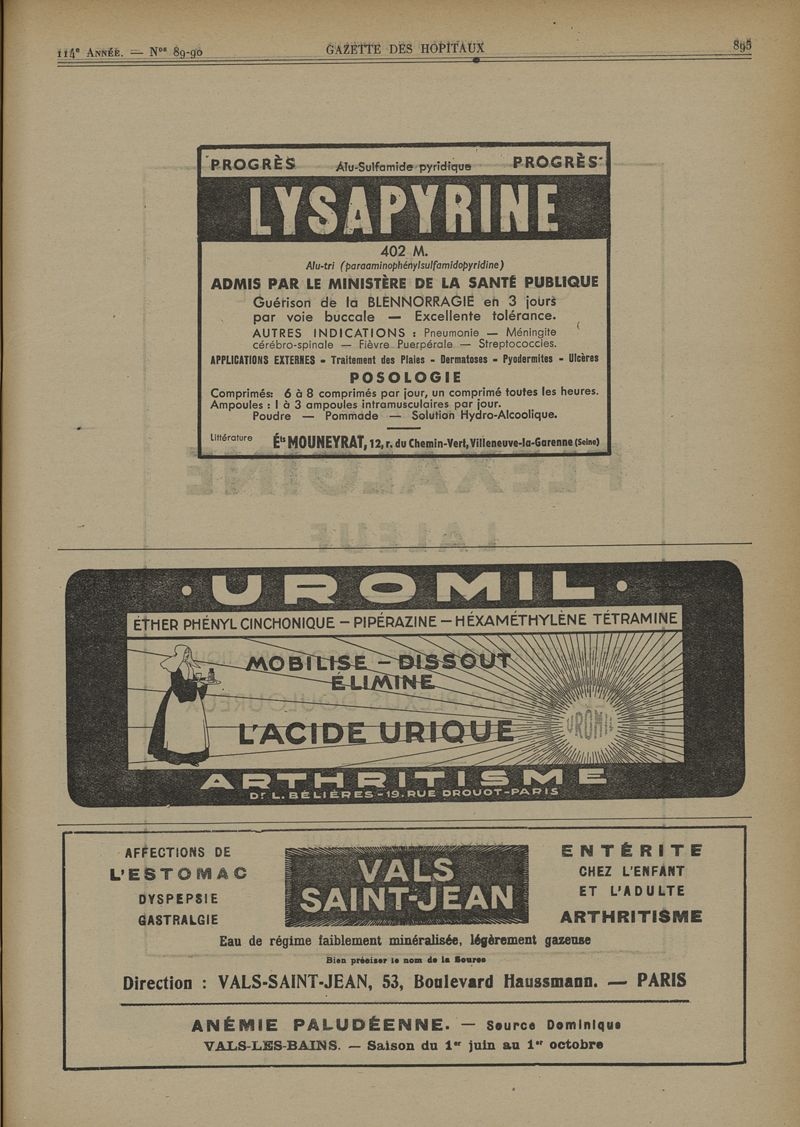 114e ANNÉE. — Nos 89-90
GAZETTE DES HOPITAUX
895
PROGRÈS Alu-Sulfamide pyridique PROGRÈS
LYSAPYRINE
402 M.
Alu-tri (paraaminophénylsulfamidopyridine)
ADMIS PAR LE MINISTÈRE DE LA SANTÉ PUBLIQUE
Guérison de la BLENNORRAGIE en 3 jours
par voie buccale — Excellente tolérance.
AUTRES INDICATIONS : Pneumonie — Méningite
cérébro-spinale — Fièvre Puerpérale — Streptococcies.
APPLICATIONS EXTERNES - Traitement des Plaies - Dermatoses - Pyodermites - Ulcères
POSOLOGIE
Comprimés: 6 à 8 comprimés par jour, un comprimé toutes les heures.
Ampoules : 1 à 3 ampoules intramusculaires par jour.
Poudre — Pommade — Solution Hydro-Alcoolique.
Littérature Éts MOUNEYRAT, 12, r. du Chemin-Vert, Villeneuve-la-Garenne (Seine)
PLEXALGINE
LALEUF
· UROMIL ·
ÉTHER PHÉNYL CINCHONIQUE — PIPÉRAZINE — HÉXAMÉTHYLÈNE TÉTRAMINE
MOBILISE — DISSOUT
ÉLIMINE
L'ACIDE URIQUE
UROMIL
ARTHRITISME
Dr L. BÉLIÈRES - 19. RUE DROUOT - PARIS
AFFECTIONS DE
L'ESTOMAC
DYSPEPSIE
GASTRALGIE
VALS
SAINT-JEAN
ENTÉRITE
CHEZ L'ENFANT
ET L'ADULTE
ARTHRITISME
Eau de régime faiblement minéralisée, légèrement gazeuse
Bien préciser le nom de la Source
Direction : VALS-SAINT-JEAN, 53, Boulevard Haussmann. — PARIS
ANÉMIE PALUDÉENNE. — Source Dominique
VALS-LES-BAINS. — Saison du 1er juin au 1er octobre